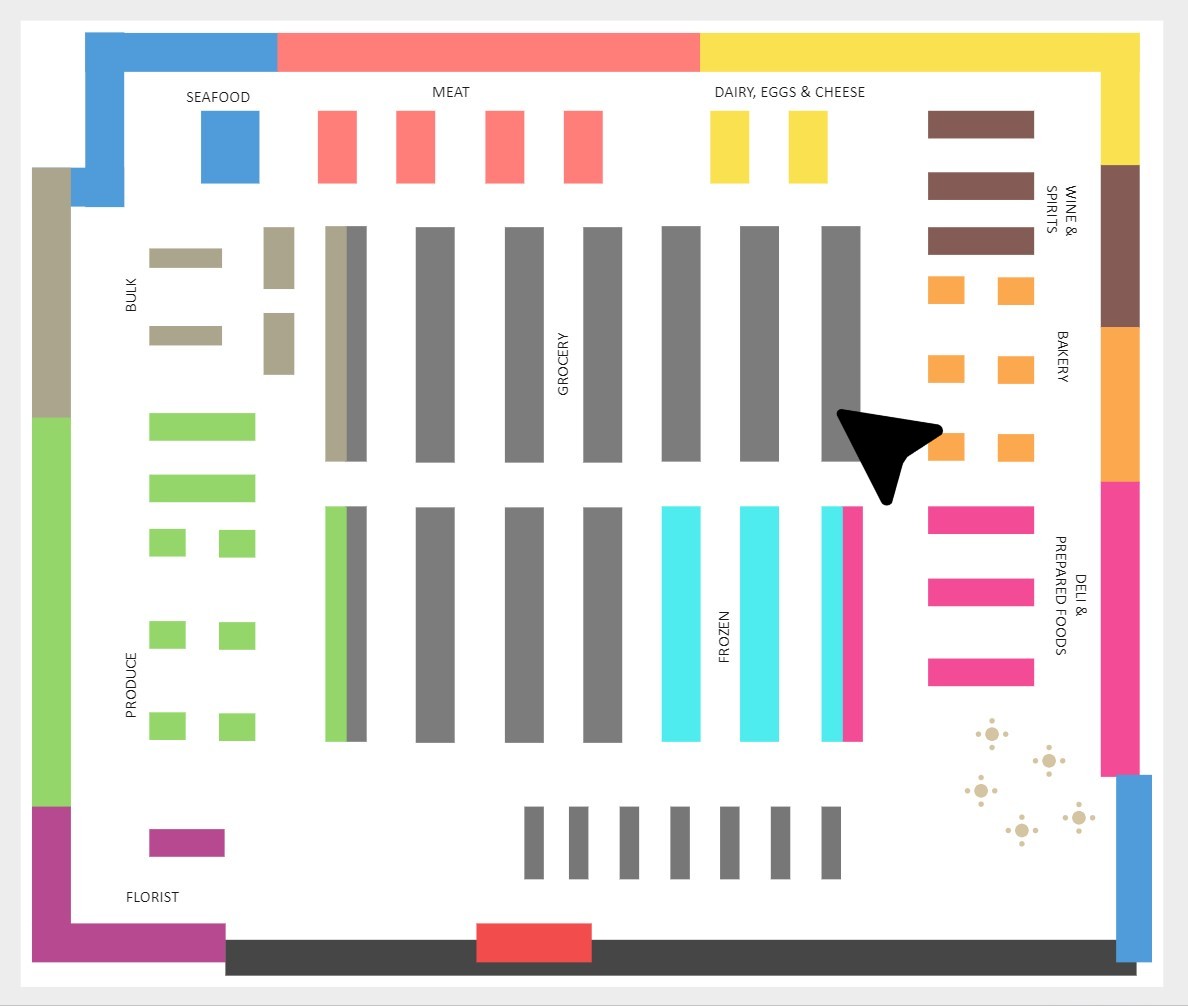 SEAFOOD
MEAT
DAIRY, EGGS & CHEESE
WINE &
SPIRITS
BULK
GROCERY
BAKERY
PRODUCE
FROZEN
DELI &
PREPARED FOODS
FLORIST